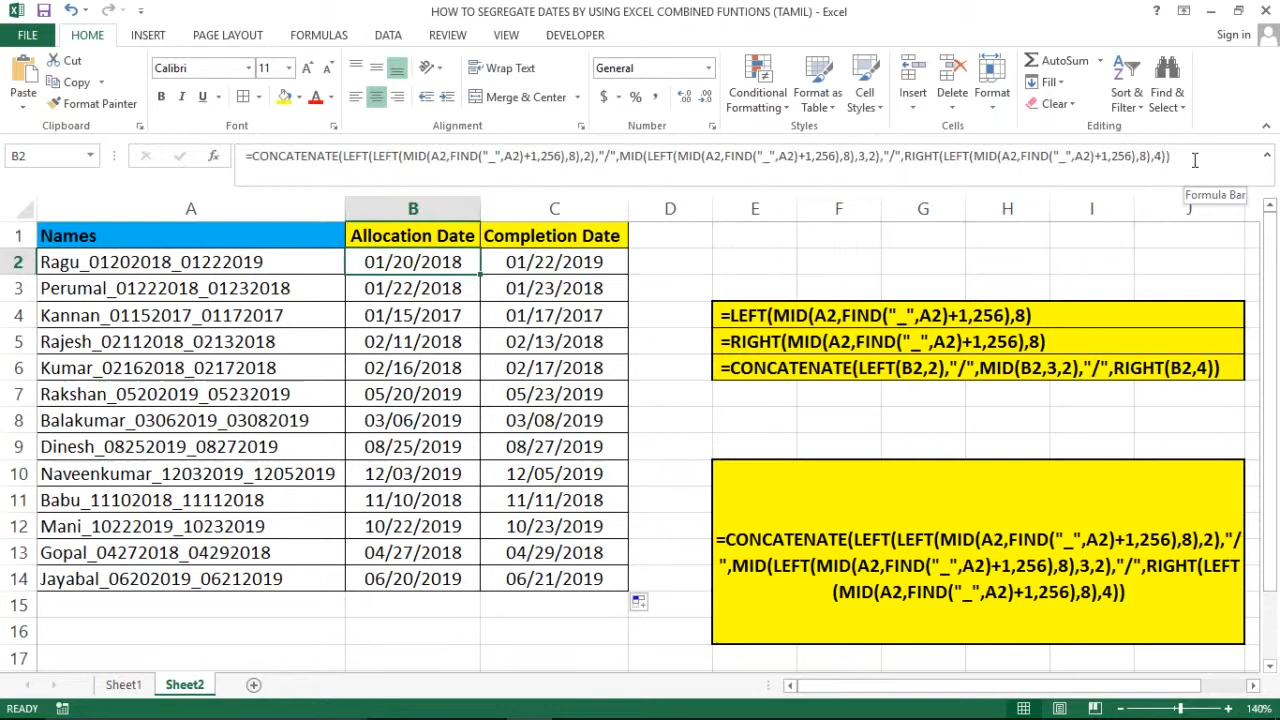 HOW TO SEGREGATE DATES BY USING EXCEL COMBINED FUNTIONS (TAMIL) - Excel
FILE HOME INSERT PAGE LAYOUT FORMULAS DATA REVIEW VIEW DEVELOPER Sign in
Paste
Cut
Copy
Format Painter
Clipboard
Calibri 11
B I U
Font
Wrap Text
Merge & Center
Alignment
General
$ % ,
Number
Conditional Formatting
Format as Table
Cell Styles
Styles
Insert Delete Format
Cells
AutoSum
Fill
Clear
Sort & Filter
Find & Select
Editing
B2
=CONCATENATE(LEFT(LEFT(MID(A2,FIND("_",A2)+1,256),8),2),"/",MID(LEFT(MID(A2,FIND("_",A2)+1,256),8),3,2),"/",RIGHT(LEFT(MID(A2,FIND("_",A2)+1,256),8),4))
Formula Bar
A B C D E F G H I J
1 Names Allocation Date Completion Date
2 Ragu_01202018_01222019 01/20/2018 01/22/2019
3 Perumal_01222018_01232018 01/22/2018 01/23/2018
4 Kannan_01152017_01172017 01/15/2017 01/17/2017 =LEFT(MID(A2,FIND("_",A2)+1,256),8)
5 Rajesh_02112018_02132018 02/11/2018 02/13/2018 =RIGHT(MID(A2,FIND("_",A2)+1,256),8)
6 Kumar_02162018_02172018 02/16/2018 02/17/2018 =CONCATENATE(LEFT(B2,2),"/",MID(B2,3,2),"/",RIGHT(B2,4))
7 Rakshan_05202019_05232019 05/20/2019 05/23/2019
8 Balakumar_03062019_03082019 03/06/2019 03/08/2019
9 Dinesh_08252019_08272019 08/25/2019 08/27/2019
10 Naveenkumar_12032019_12052019 12/03/2019 12/05/2019
11 Babu_11102018_11112018 11/10/2018 11/11/2018
12 Mani_10222019_10232019 10/22/2019 10/23/2019
13 Gopal_04272018_04292018 04/27/2018 04/29/2018
14 Jayabal_06202019_06212019 06/20/2019 06/21/2019
15
16
17
=CONCATENATE(LEFT(LEFT(MID(A2,FIND("_",A2)+1,256),8),2),"/
",MID(LEFT(MID(A2,FIND("_",A2)+1,256),8),3,2),"/",RIGHT(LEFT
(MID(A2,FIND("_",A2)+1,256),8),4))
Sheet1 Sheet2
READY 140%